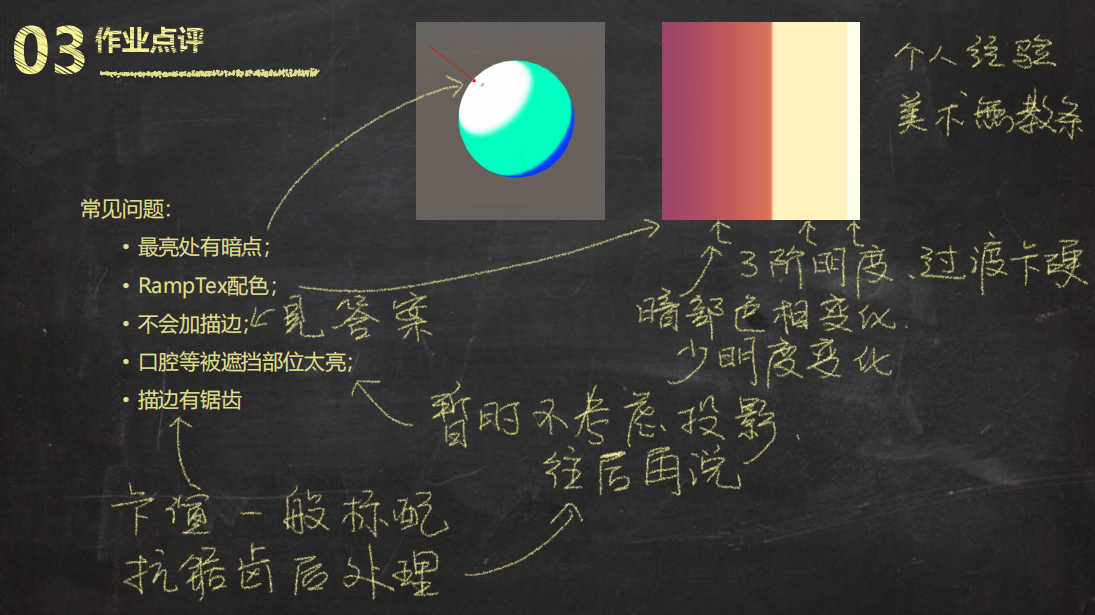 03 作业点评
个人经验
美术无教条
常见问题：
• 最亮处有暗点；
• RampTex配色；
• 不会加描边；
见答案
• 口腔等被遮挡部位太亮；
• 描边有锯齿
3阶明度、过渡卡硬
暗部色相变化
少明度变化
暂时不考虑投影、
往后再说
卡渲一般标配
抗锯齿后处理